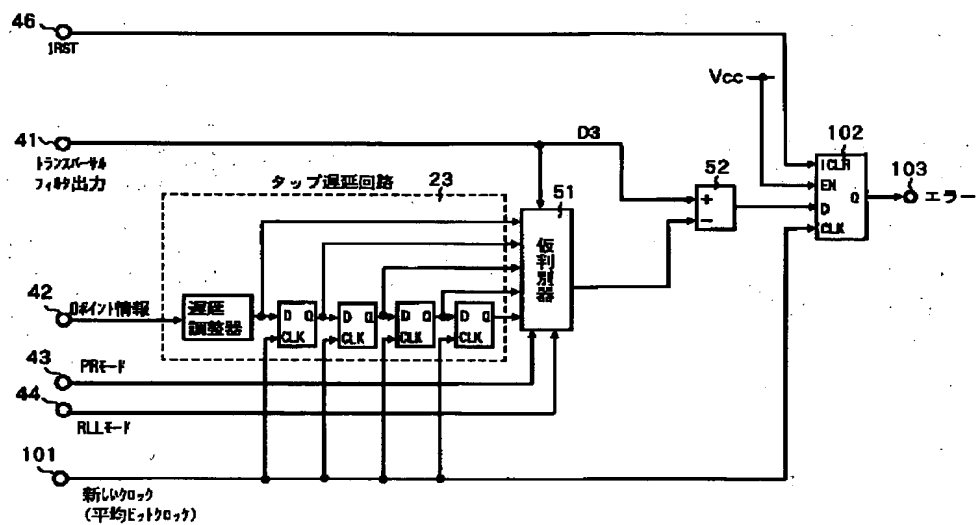 46
IRST
Vcc
41
D3
トランスバーサル
フィルタ出力
タップ遅延回路
23
51
仮判別器
52
+
−
102
ICLR
EN
D
Q
CLK
103
エラー
42
0ポイント情報
遅延
調整器
D Q
CLK
D Q
CLK
D Q
CLK
D Q
CLK
43
PRモード
44
RLLモード
101
新しいクロック
(平均ビットクロック)